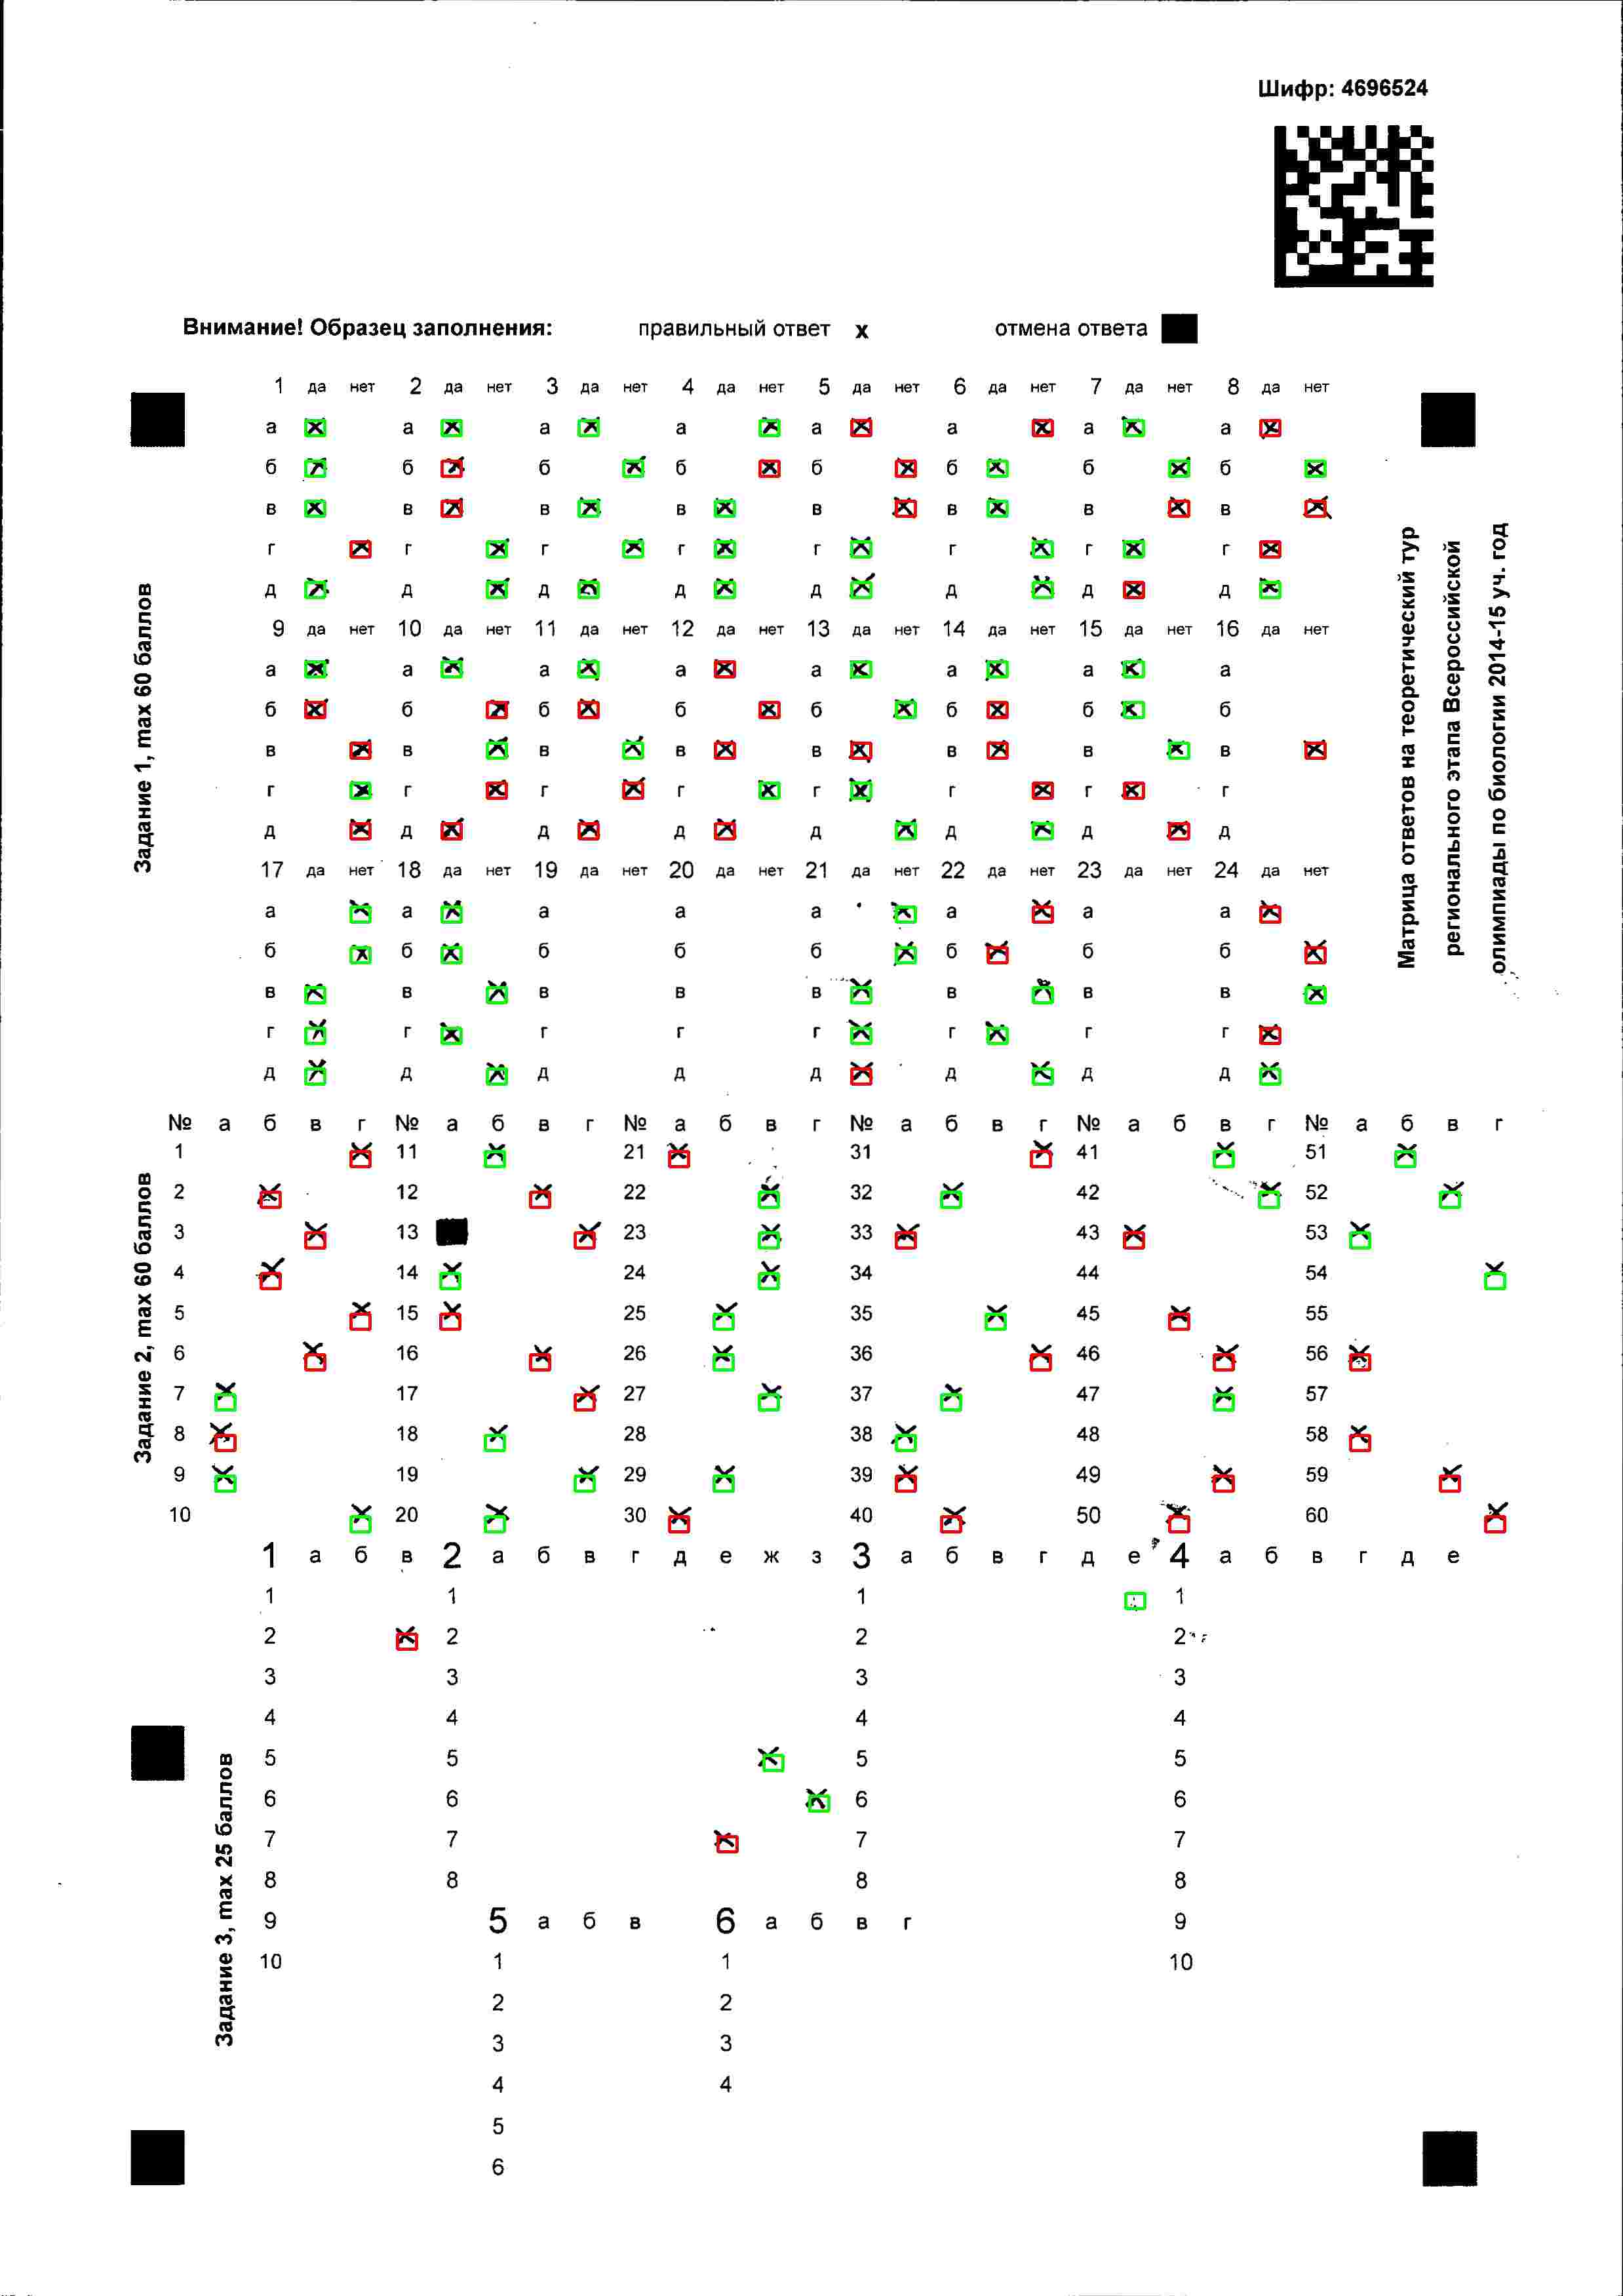 Шифр: 4696524
Внимание! Образец заполнения: правильный ответ x отмена ответа
1 да нет 2 да нет 3 да нет 4 да нет 5 да нет 6 да нет 7 да нет 8 да нет
а а а а а а а а
б б б б б б б б
в в в в в в в в
г г г г г г г г
д д д д д д д д
9 да нет 10 да нет 11 да нет 12 да нет 13 да нет 14 да нет 15 да нет 16 да нет
а а а а а а а а
б б б б б б б б
в в в в в в в в
г г г г г г г г
д д д д д д д д
17 да нет 18 да нет 19 да нет 20 да нет 21 да нет 22 да нет 23 да нет 24 да нет
а а а а а а а а
б б б б б б б б
в в в в в в в в
г г г г г г г г
д д д д д д д д
Задание 1, max 60 баллов
Матрица ответов на теоретический тур
регионального этапа Всероссийской
олимпиады по биологии 2014-15 уч. год
№ а б в г № а б в г № а б в г № а б в г № а б в г № а б в г
1 11 21 31 41 51
2 12 22 32 42 52
3 13 23 33 43 53
4 14 24 34 44 54
5 15 25 35 45 55
6 16 26 36 46 56
7 17 27 37 47 57
8 18 28 38 48 58
9 19 29 39 49 59
10 20 30 40 50 60
Задание 2, max 60 баллов
1 а б в 2 а б в г д е ж з 3 а б в г д е 4 а б в г д е
1 1 1 1
2 2 2 2
3 3 3 3
4 4 4 4
5 5 5 5
6 6 6 6
7 7 7 7
8 8 8 8
9 5 а б в 6 а б в г 9
10 1 1 10
2 2
3 3
4 4
5
6
Задание 3, max 25 баллов